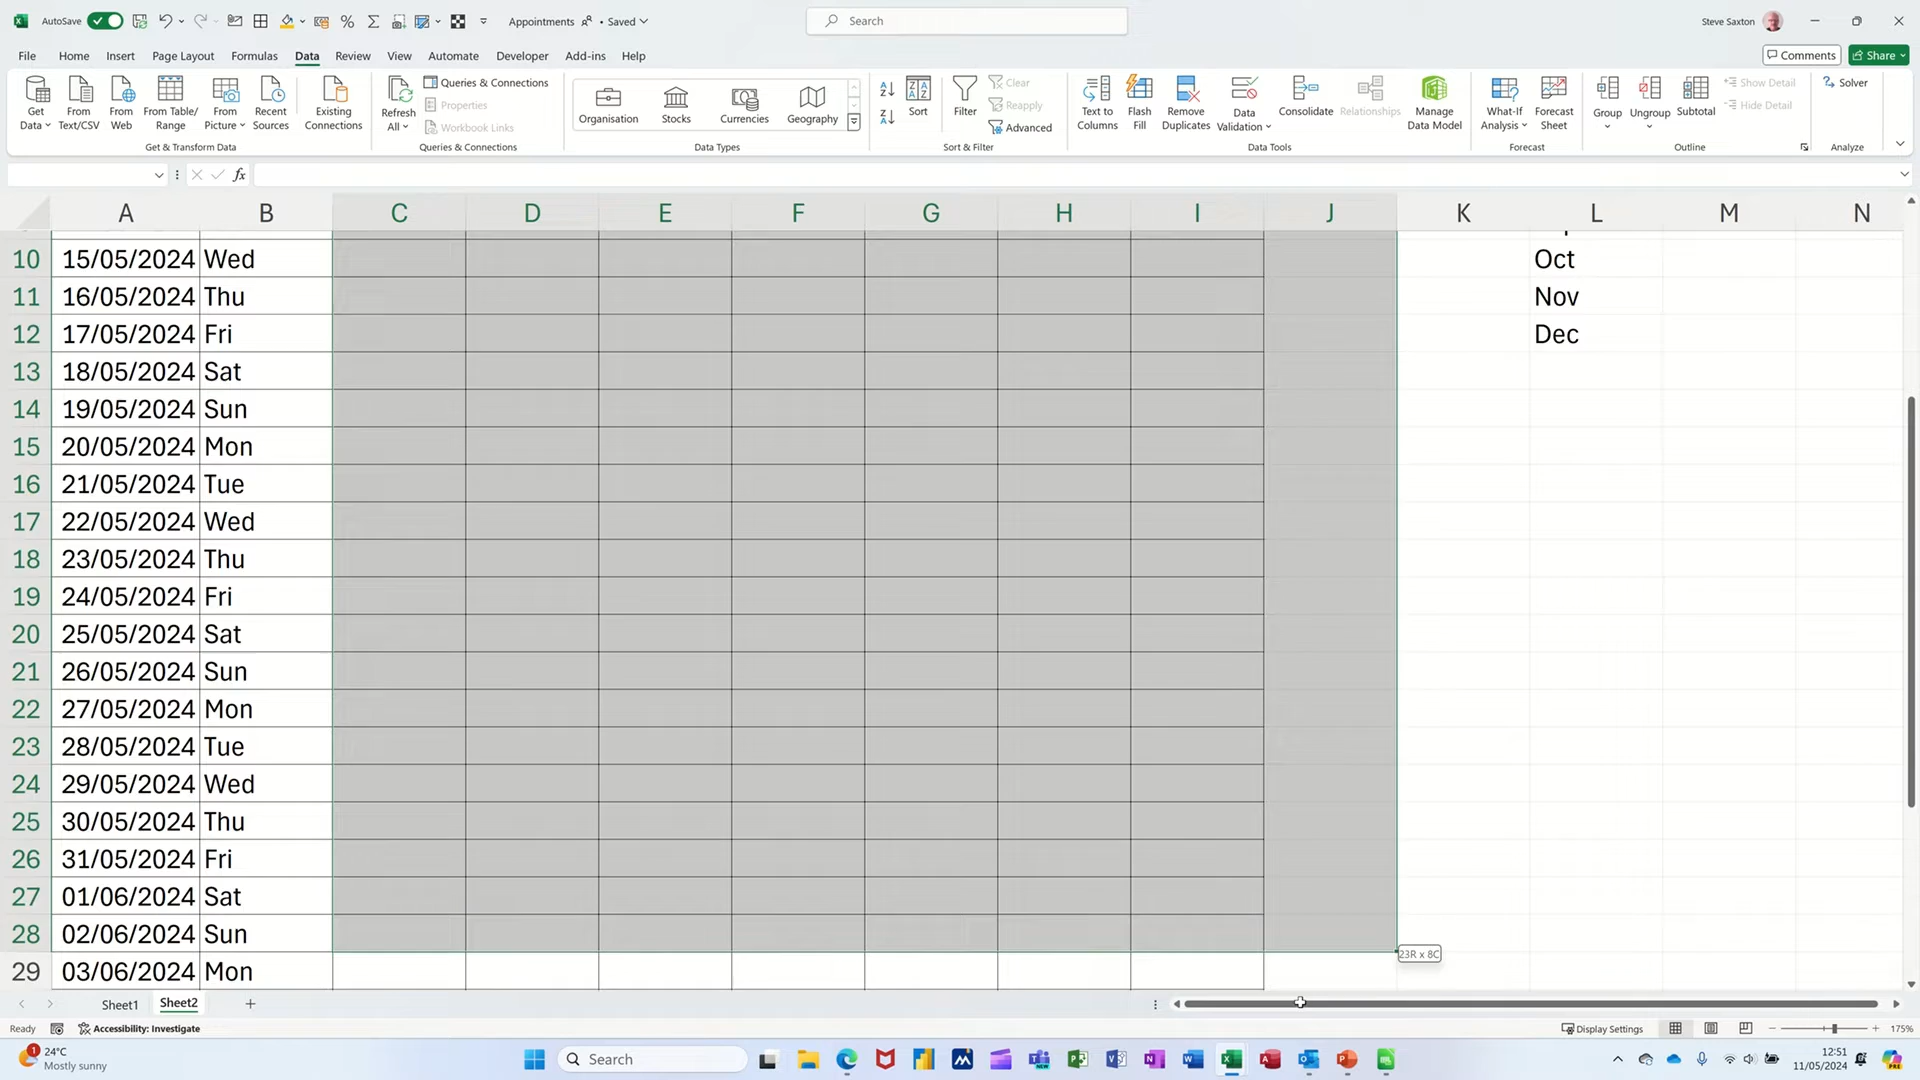 AutoSave
Appointments
• Saved
Search
Steve Saxton
File Home Insert Page Layout Formulas Data Review View Automate Developer Add-ins Help
Comments
Share
Get Data
From Text/CSV
From Web
From Table/ Range
From Picture
Recent Sources
Existing Connections
Get & Transform Data
Refresh All
Queries & Connections
Properties
Workbook Links
Queries & Connections
Organisation
Stocks
Currencies
Geography
Data Types
Sort
Filter
Clear
Reapply
Advanced
Sort & Filter
Text to Columns
Flash Fill
Remove Duplicates
Data Validation
Consolidate
Relationships
Manage Data Model
Data Tools
What-If Analysis
Forecast Sheet
Forecast
Group
Ungroup
Subtotal
Show Detail
Hide Detail
Outline
Solver
Analyze
fx
A B C D E F G H I J K L M N
10 15/05/2024 Wed Oct
11 16/05/2024 Thu Nov
12 17/05/2024 Fri Dec
13 18/05/2024 Sat
14 19/05/2024 Sun
15 20/05/2024 Mon
16 21/05/2024 Tue
17 22/05/2024 Wed
18 23/05/2024 Thu
19 24/05/2024 Fri
20 25/05/2024 Sat
21 26/05/2024 Sun
22 27/05/2024 Mon
23 28/05/2024 Tue
24 29/05/2024 Wed
25 30/05/2024 Thu
26 31/05/2024 Fri
27 01/06/2024 Sat
28 02/06/2024 Sun
23R x 8C
29 03/06/2024 Mon
Sheet1 Sheet2
Ready
Accessibility: Investigate
Display Settings
175%
1
24°C
Mostly sunny
Search
12:51
11/05/2024